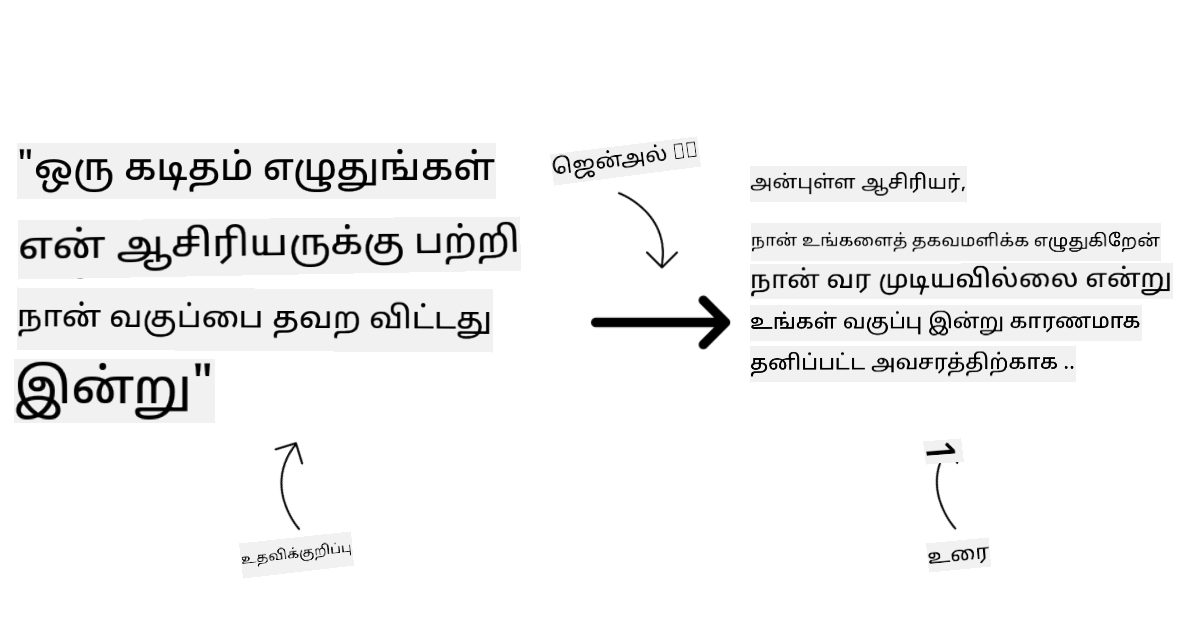 "ஒரு கடிதம் எழுதுங்கள்
என் ஆசிரியருக்கு பற்றி
நான் வகுப்பை தவற விட்டது
இன்று"
உதவிக்குறிப்பு
ஜென்அல்
அன்புள்ள ஆசிரியர்,
நான் உங்களைத் தகவமளிக்க எழுதுகிறேன்
நான் வர முடியவில்லை என்று
உங்கள் வகுப்பு இன்று காரணமாக
தனிப்பட்ட அவசரத்திற்காக ..
உரை